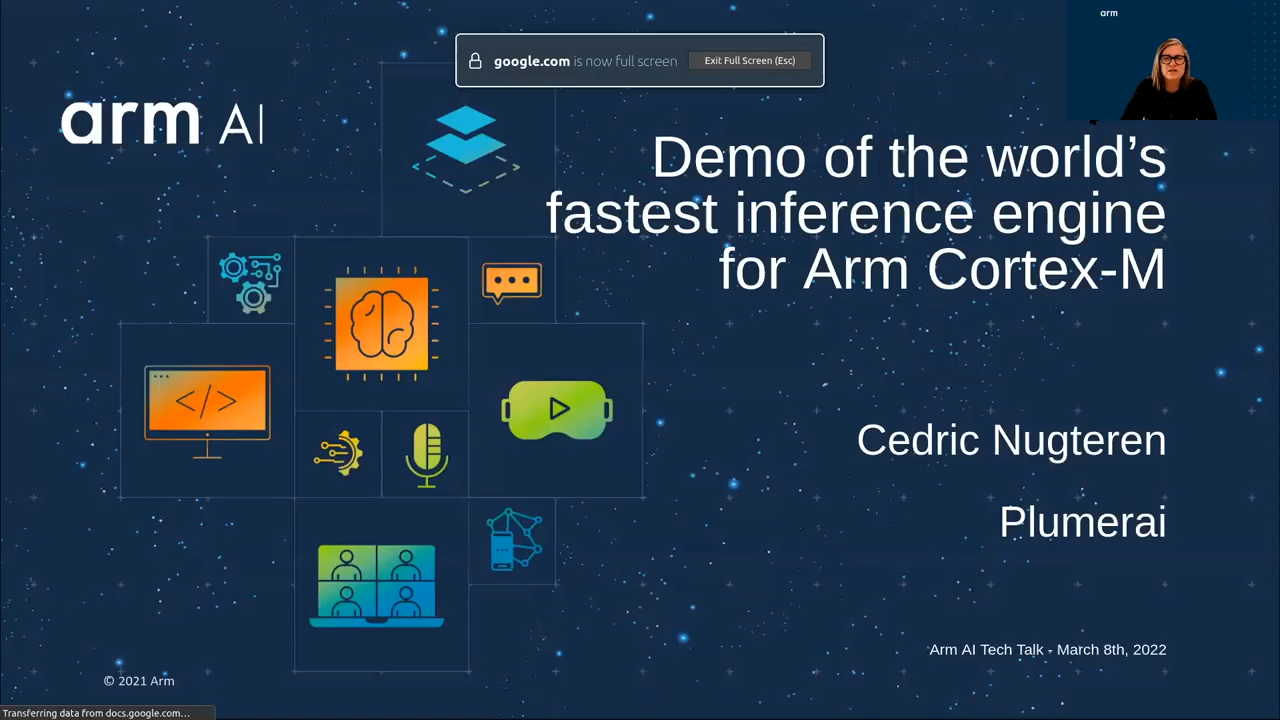 arm
google.com is now full screen
Exit Full Screen (Esc)
arm AI
Demo of the world’s
fastest inference engine
for Arm Cortex-M
</>
Cedric Nugteren
Plumerai
Arm AI Tech Talk - March 8th, 2022
© 2021 Arm
Transferring data from docs.google.com...